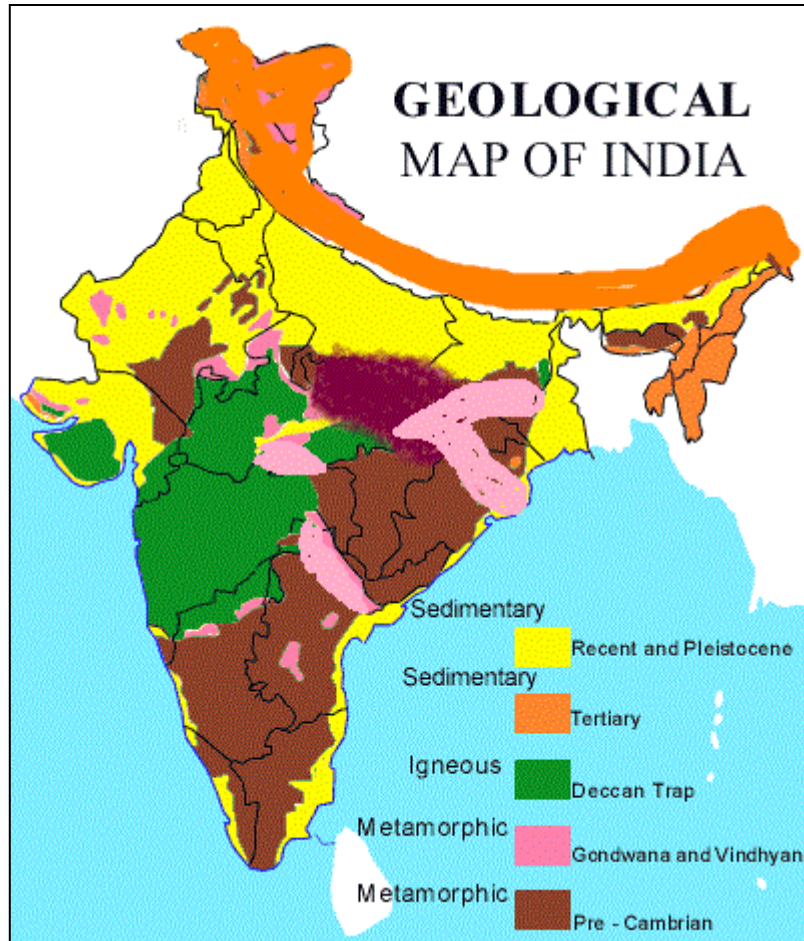 GEOLOGICAL
MAP OF INDIA
Sedimentary
Recent and Pleistocene
Sedimentary
Tertiary
Igneous
Deccan Trap
Metamorphic
Gondwana and Vindhyan
Metamorphic
Pre - Cambrian